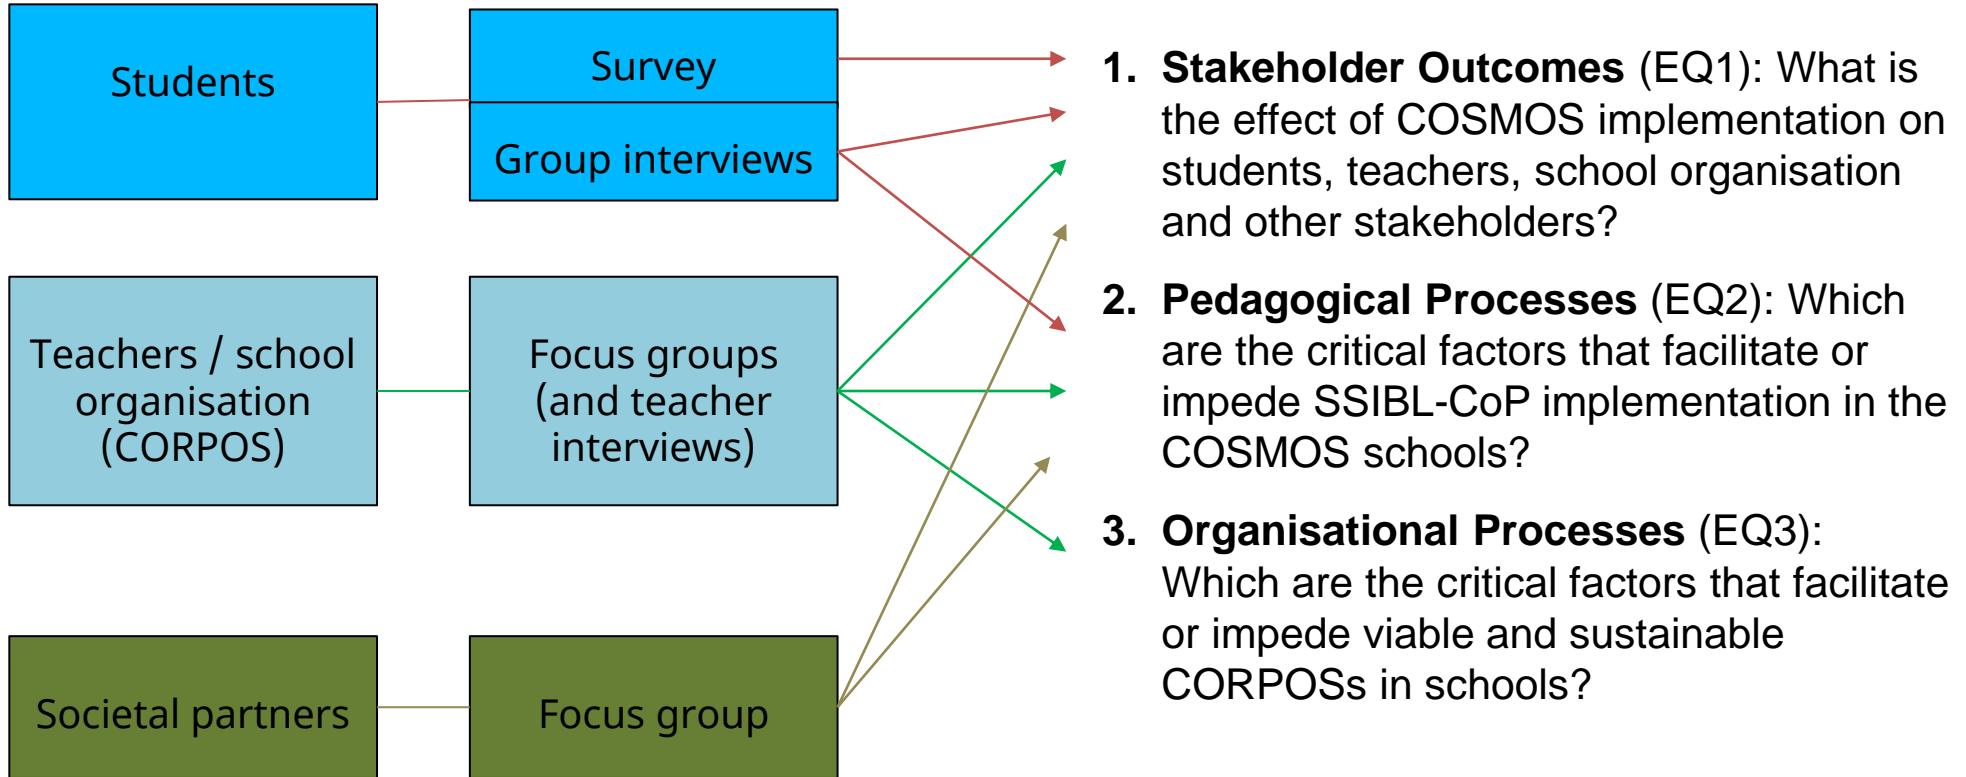 Students
Survey
Group interviews
Teachers / school
organisation
(CORPOS)
Focus groups
(and teacher
interviews)
Societal partners
Focus group
1. Stakeholder Outcomes (EQ1): What is
the effect of COSMOS implementation on
students, teachers, school organisation
and other stakeholders?
2. Pedagogical Processes (EQ2): Which
are the critical factors that facilitate or
impede SSIBL-CoP implementation in the
COSMOS schools?
3. Organisational Processes (EQ3):
Which are the critical factors that facilitate
or impede viable and sustainable
CORPOSs in schools?